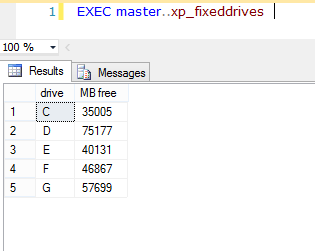 1 EXEC master..xp_fixeddrives
100 %
Results Messages
drive MB free
1 C 35005
2 D 75177
3 E 40131
4 F 46867
5 G 57699